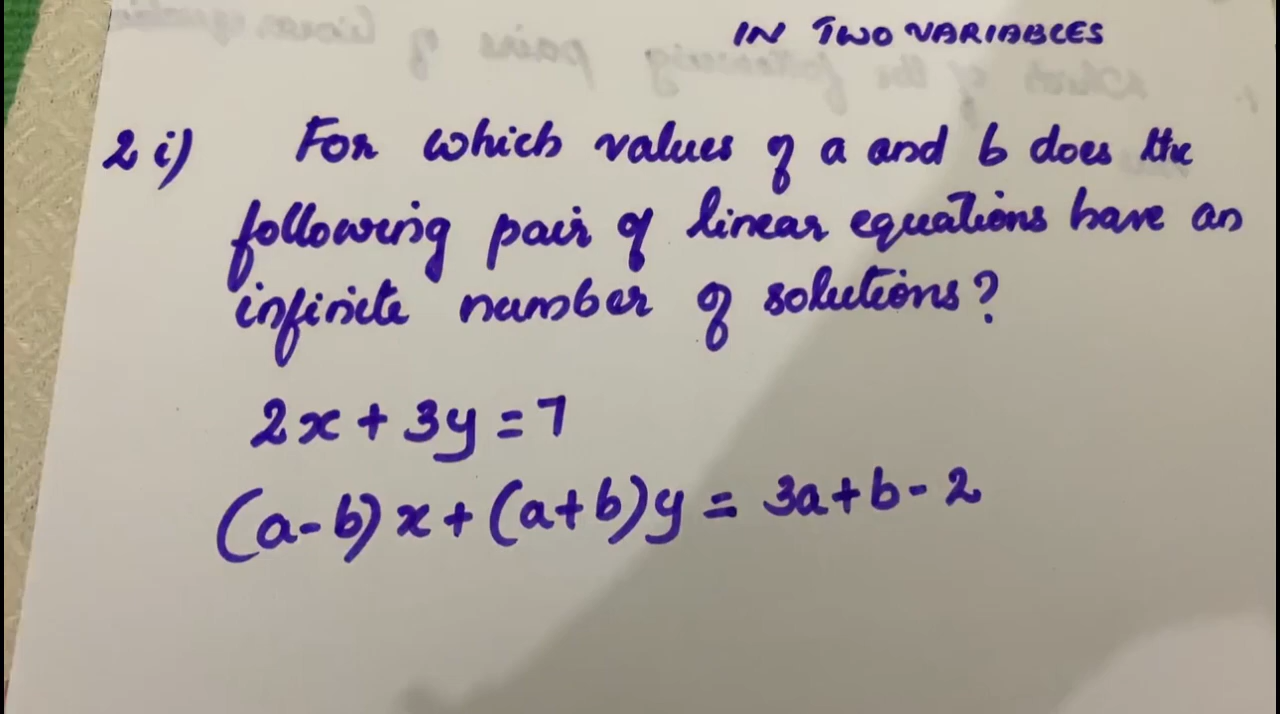 IN TWO VARIABLES
2 i) For which values of a and b does the
following pair of linear equations have an
infinite number of solutions?
2x + 3y = 7
(a-b)x + (a+b)y = 3a+b-2